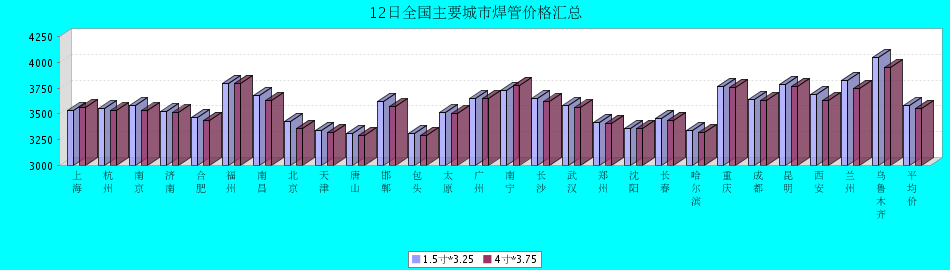 12日全国主要城市焊管价格汇总
4250
4000
3750
3500
3250
3000
上海
杭州
南京
济南
合肥
福州
南昌
北京
天津
唐山
邯郸
包头
太原
广州
南宁
长沙
武汉
郑州
沈阳
长春
哈尔滨
重庆
成都
昆明
西安
兰州
乌鲁木齐
平均价
1.5寸*3.25
4寸*3.75